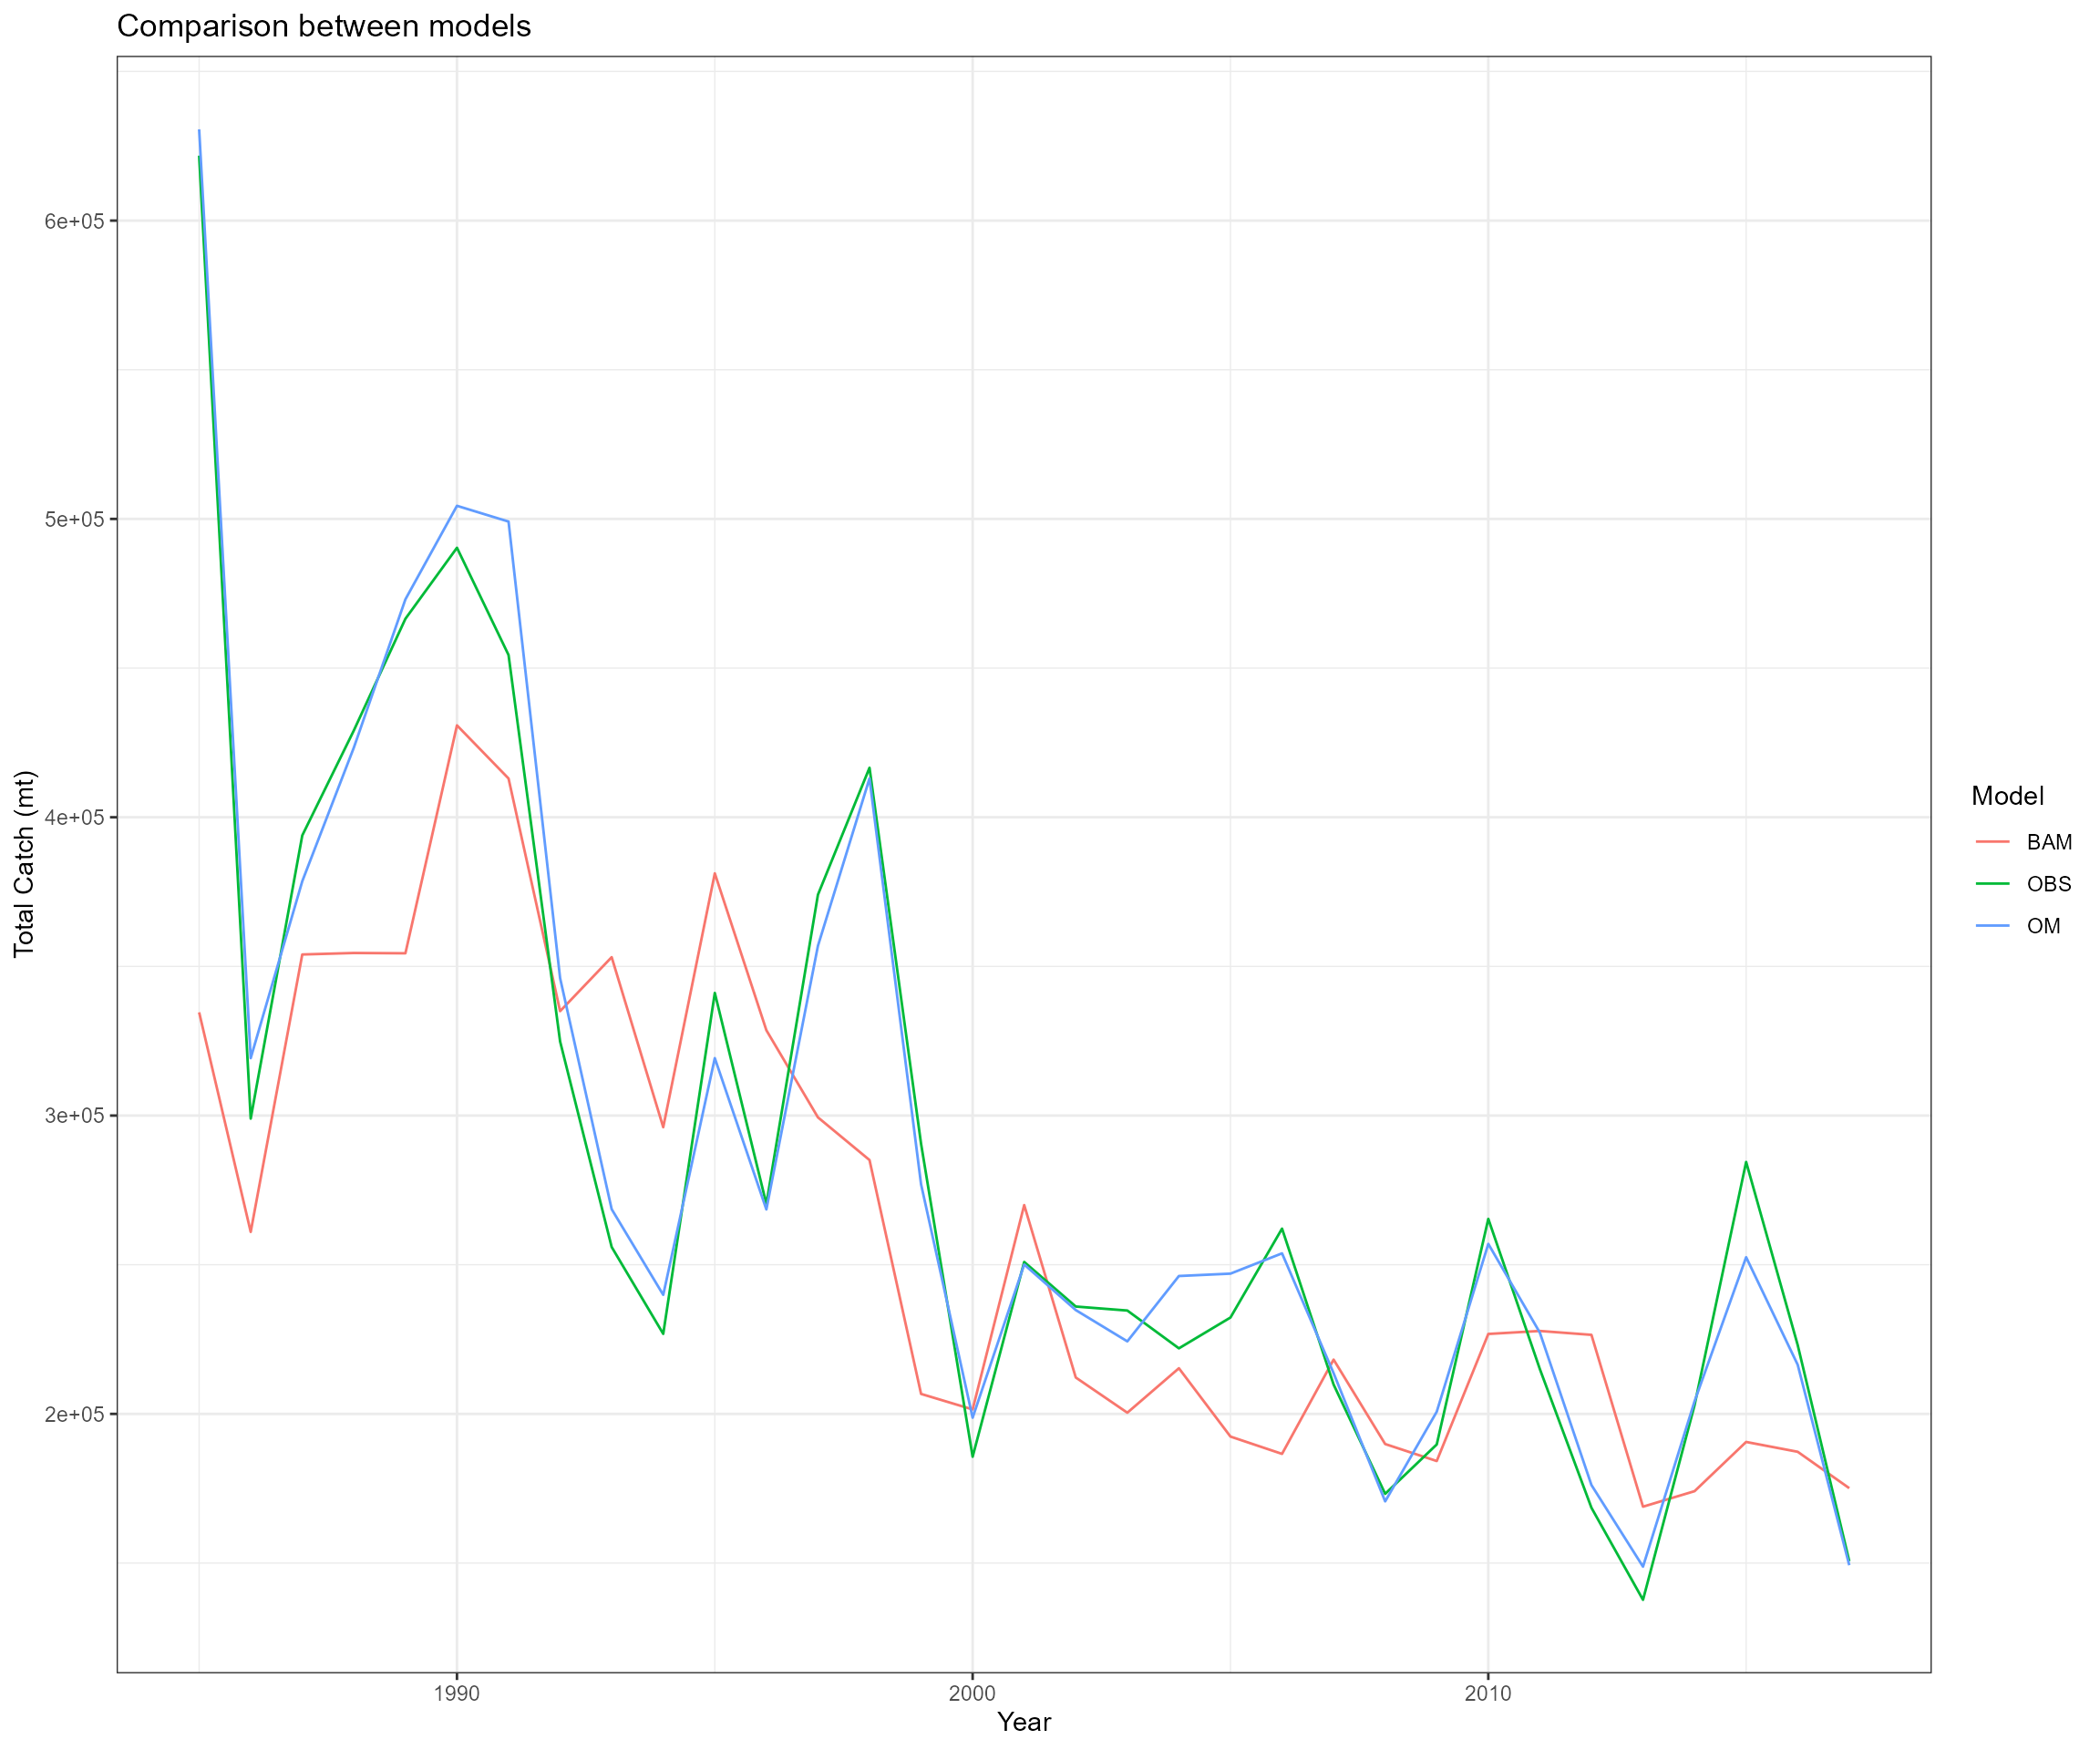 Comparison between models
Total Catch (mt)
6e+05
5e+05
4e+05
3e+05
2e+05
1990
2000
2010
Year
Model
BAM
OBS
OM